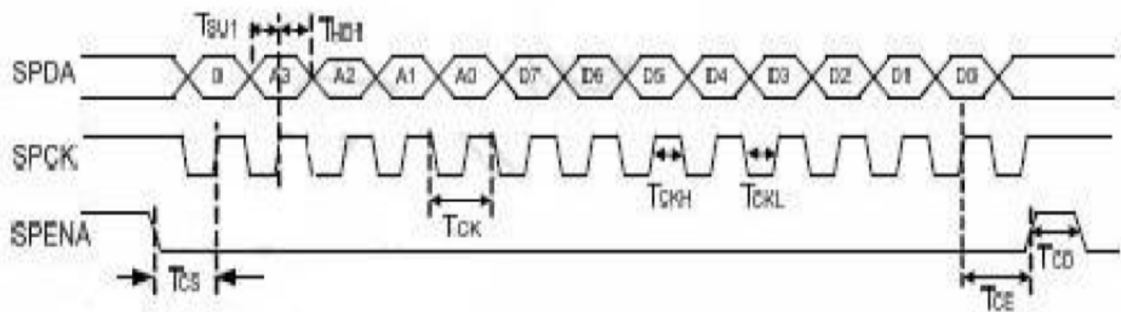 TSU1 THD1
SPDA 0 A3 A2 A1 A0 D7 D6 D5 D4 D3 D2 D1 D0
SPCK
TCK TCKH TCKL
SPENA
TCS TCE TCD